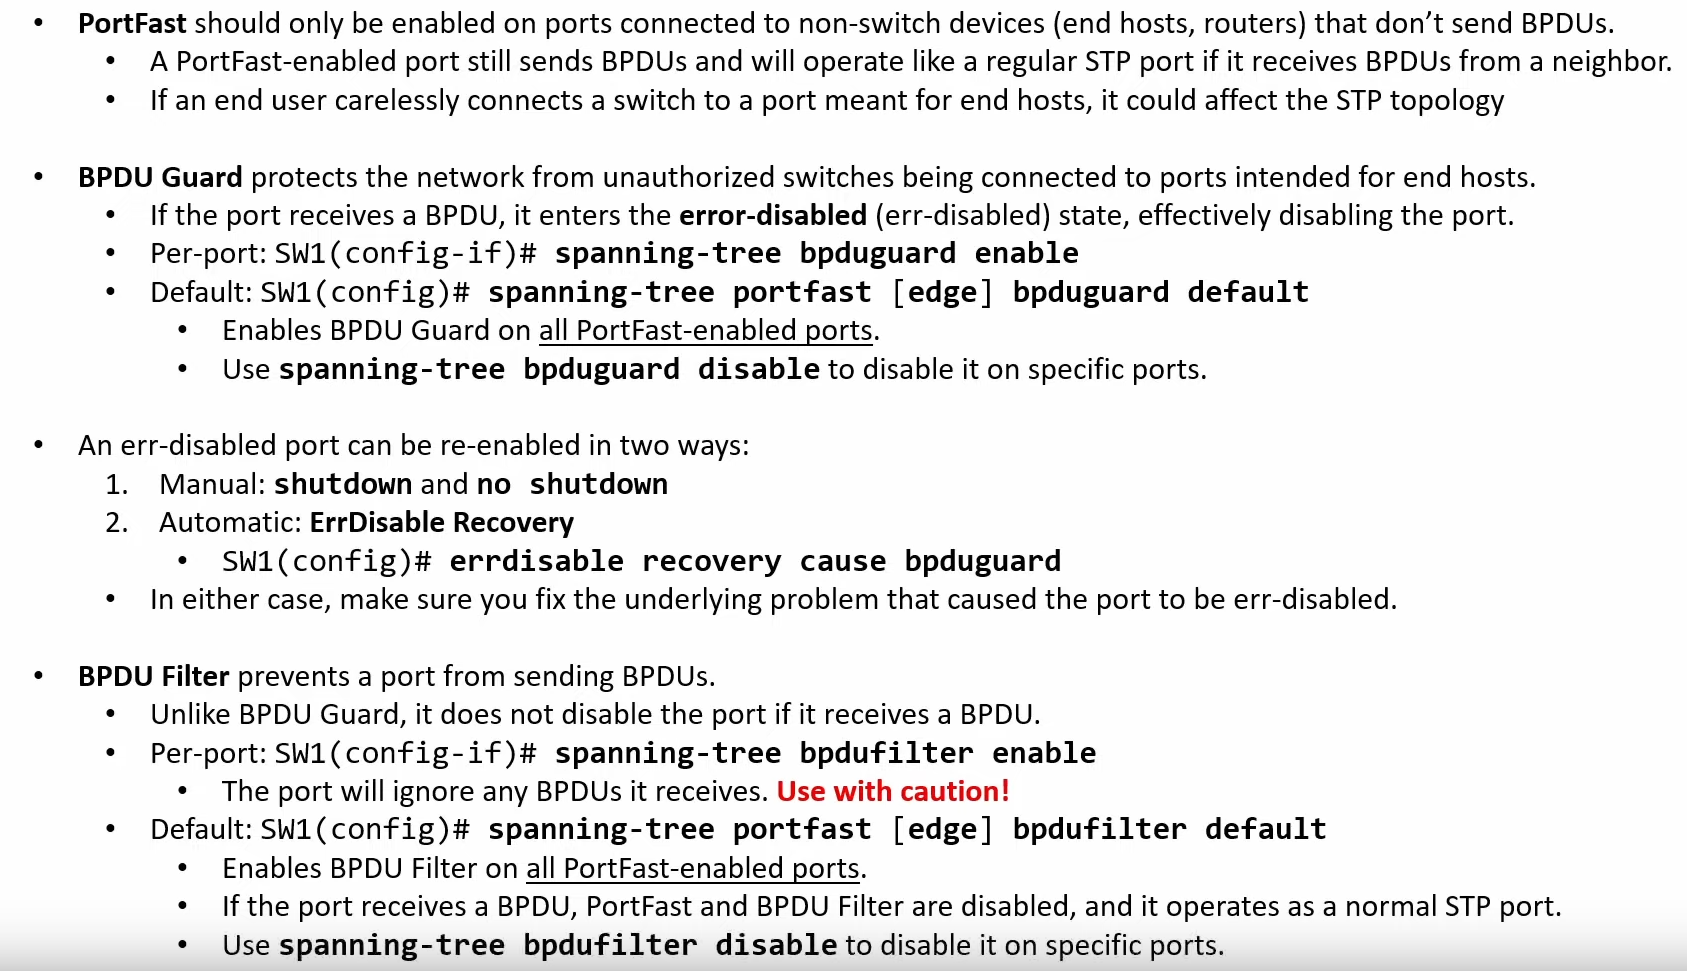 • PortFast should only be enabled on ports connected to non-switch devices (end hosts, routers) that don’t send BPDUs.
• A PortFast-enabled port still sends BPDUs and will operate like a regular STP port if it receives BPDUs from a neighbor.
• If an end user carelessly connects a switch to a port meant for end hosts, it could affect the STP topology
• BPDU Guard protects the network from unauthorized switches being connected to ports intended for end hosts.
• If the port receives a BPDU, it enters the error-disabled (err-disabled) state, effectively disabling the port.
• Per-port: SW1(config-if)# spanning-tree bpduguard enable
• Default: SW1(config)# spanning-tree portfast [edge] bpduguard default
• Enables BPDU Guard on all PortFast-enabled ports.
• Use spanning-tree bpduguard disable to disable it on specific ports.
• An err-disabled port can be re-enabled in two ways:
1. Manual: shutdown and no shutdown
2. Automatic: ErrDisable Recovery
• SW1(config)# errdisable recovery cause bpduguard
• In either case, make sure you fix the underlying problem that caused the port to be err-disabled.
• BPDU Filter prevents a port from sending BPDUs.
• Unlike BPDU Guard, it does not disable the port if it receives a BPDU.
• Per-port: SW1(config-if)# spanning-tree bpdufilter enable
• The port will ignore any BPDUs it receives. Use with caution!
• Default: SW1(config)# spanning-tree portfast [edge] bpdufilter default
• Enables BPDU Filter on all PortFast-enabled ports.
• If the port receives a BPDU, PortFast and BPDU Filter are disabled, and it operates as a normal STP port.
• Use spanning-tree bpdufilter disable to disable it on specific ports.